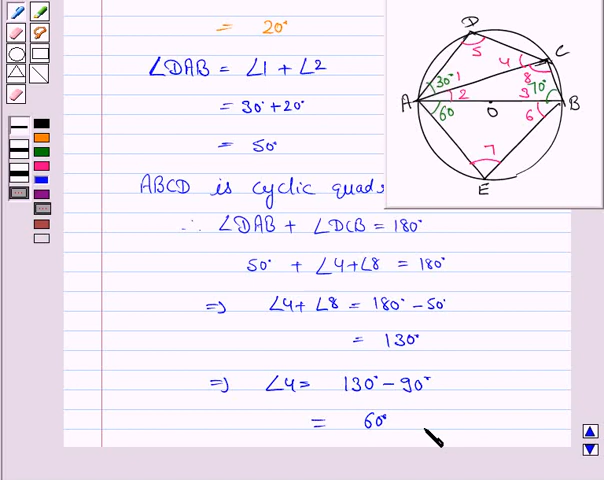 = 20°
∠DAB = ∠1 + ∠2
= 30° + 20°
= 50°
ABCD is cyclic quad
∴ ∠DAB + ∠DCB = 180°
50° + ∠4 + ∠8 = 180°
⇒ ∠4 + ∠8 = 180° - 50°
= 130°
⇒ ∠4 = 130° - 90°
= 60°
D
5
C
4
8
30° 1
2
3
70°
A
60
O
6
B
7
E